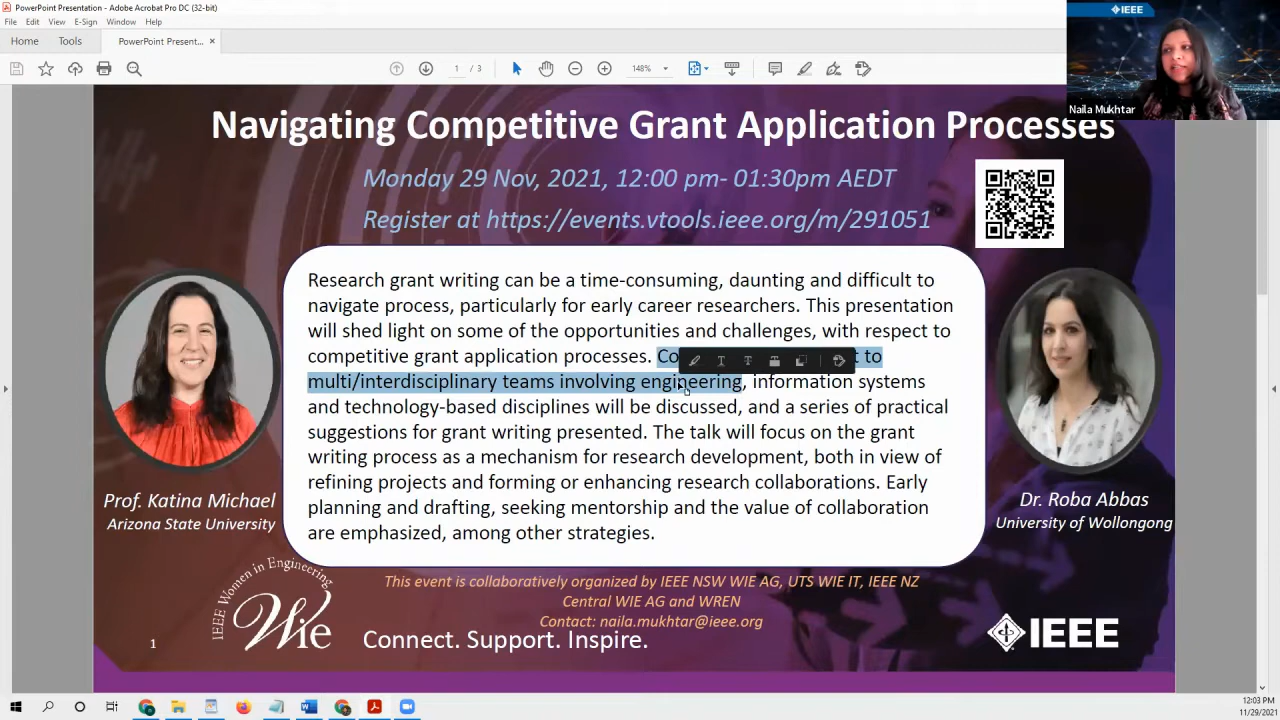 PowerPoint Presentation - Adobe Acrobat Pro DC (32-bit)
File Edit View E-Sign Window Help
Home Tools PowerPoint Present... ×
1 / 3 148%
IEEE
Naila Mukhtar
Navigating Competitive Grant Application Processes
Monday 29 Nov, 2021, 12:00 pm- 01:30pm AEDT
Register at https://events.vtools.ieee.org/m/291051
Research grant writing can be a time-consuming, daunting and difficult to
navigate process, particularly for early career researchers. This presentation
will shed light on some of the opportunities and challenges, with respect to
competitive grant application processes. to
multi/interdisciplinary teams involving engineering, information systems
and technology-based disciplines will be discussed, and a series of practical
suggestions for grant writing presented. The talk will focus on the grant
writing process as a mechanism for research development, both in view of
refining projects and forming or enhancing research collaborations. Early
planning and drafting, seeking mentorship and the value of collaboration
are emphasized, among other strategies.
Prof. Katina Michael
Arizona State University
Dr. Roba Abbas
University of Wollongong
This event is collaboratively organized by IEEE NSW WIE AG, UTS WIE IT, IEEE NZ
Central WIE AG and WREN
Contact: naila.mukhtar@ieee.org
IEEE Women in Engineering
WIE
Connect. Support. Inspire.
IEEE
1
12:03 PM
11/29/2021